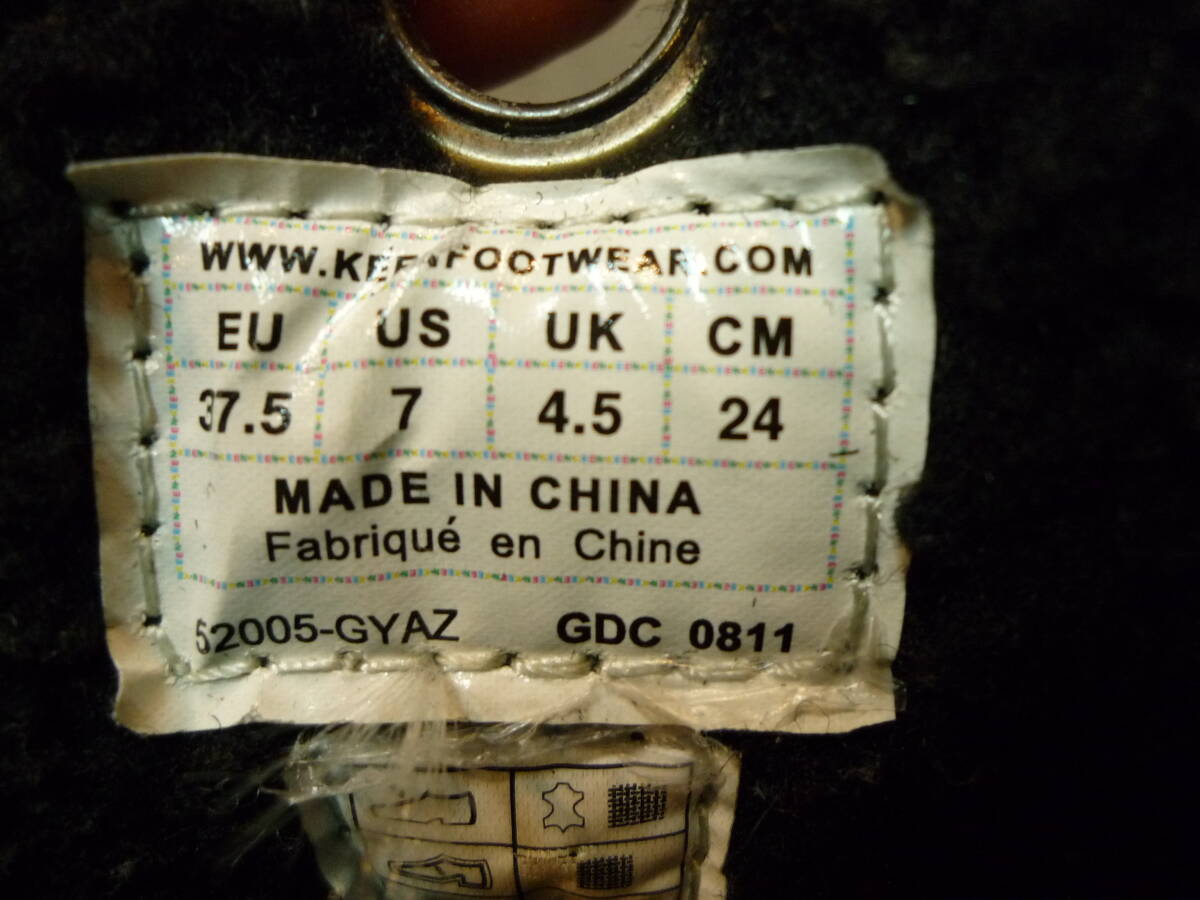 WWW.KEENFOOTWEAR.COM
EU US UK CM
37.5 7 4.5 24
MADE IN CHINA
Fabriqué en Chine
52005-GYAZ GDC 0811